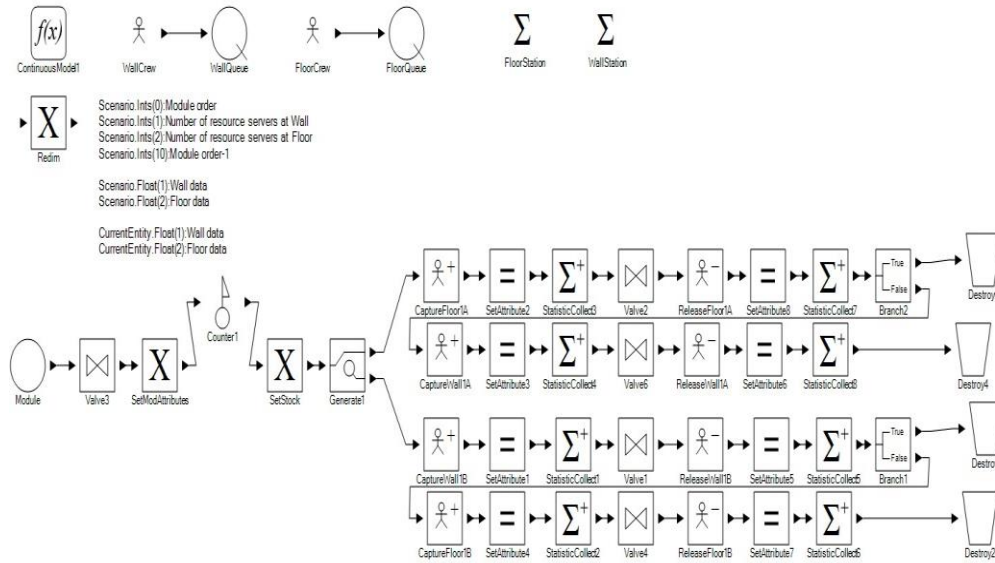 f(x)
ContinuousModel1
WallCrew
WallQueue
FloorCrew
FloorQueue
Σ
FloorStation
Σ
WallStation
X
Redim
Scenario.Ints(0):Module order
Scenario.Ints(1):Number of resource servers at Wall
Scenario.Ints(2):Number of resource servers at Floor
Scenario.Ints(10):Module order-1
Scenario.Float(1):Wall data
Scenario.Float(2):Floor data
CurrentEntity.Float(1):Wall data
CurrentEntity.Float(2):Floor data
Module
Valve3
X
SetModAttributes
Counter1
X
SetStock
Generate1
+ = Σ+ - = Σ+ True
False
CaptureFloor1A SetAttribute2 StatisticCollect3 Valve2 ReleaseFloor1A SetAttribute8 StatisticCollect7 Branch2 Destroy
+ = Σ+ - = Σ+
CaptureWall1A SetAttribute3 StatisticCollect4 Valve6 ReleaseWall1A SetAttribute6 StatisticCollect8 Destroy4
+ = Σ+ - = Σ+ True
False
CaptureWall1B SetAttribute1 StatisticCollect1 Valve1 ReleaseWall1B SetAttribute5 StatisticCollect5 Branch1 Destroy
+ = Σ+ - = Σ+
CaptureFloor1B SetAttribute4 StatisticCollect2 Valve4 ReleaseFloor1B SetAttribute7 StatisticCollect6 Destroy2